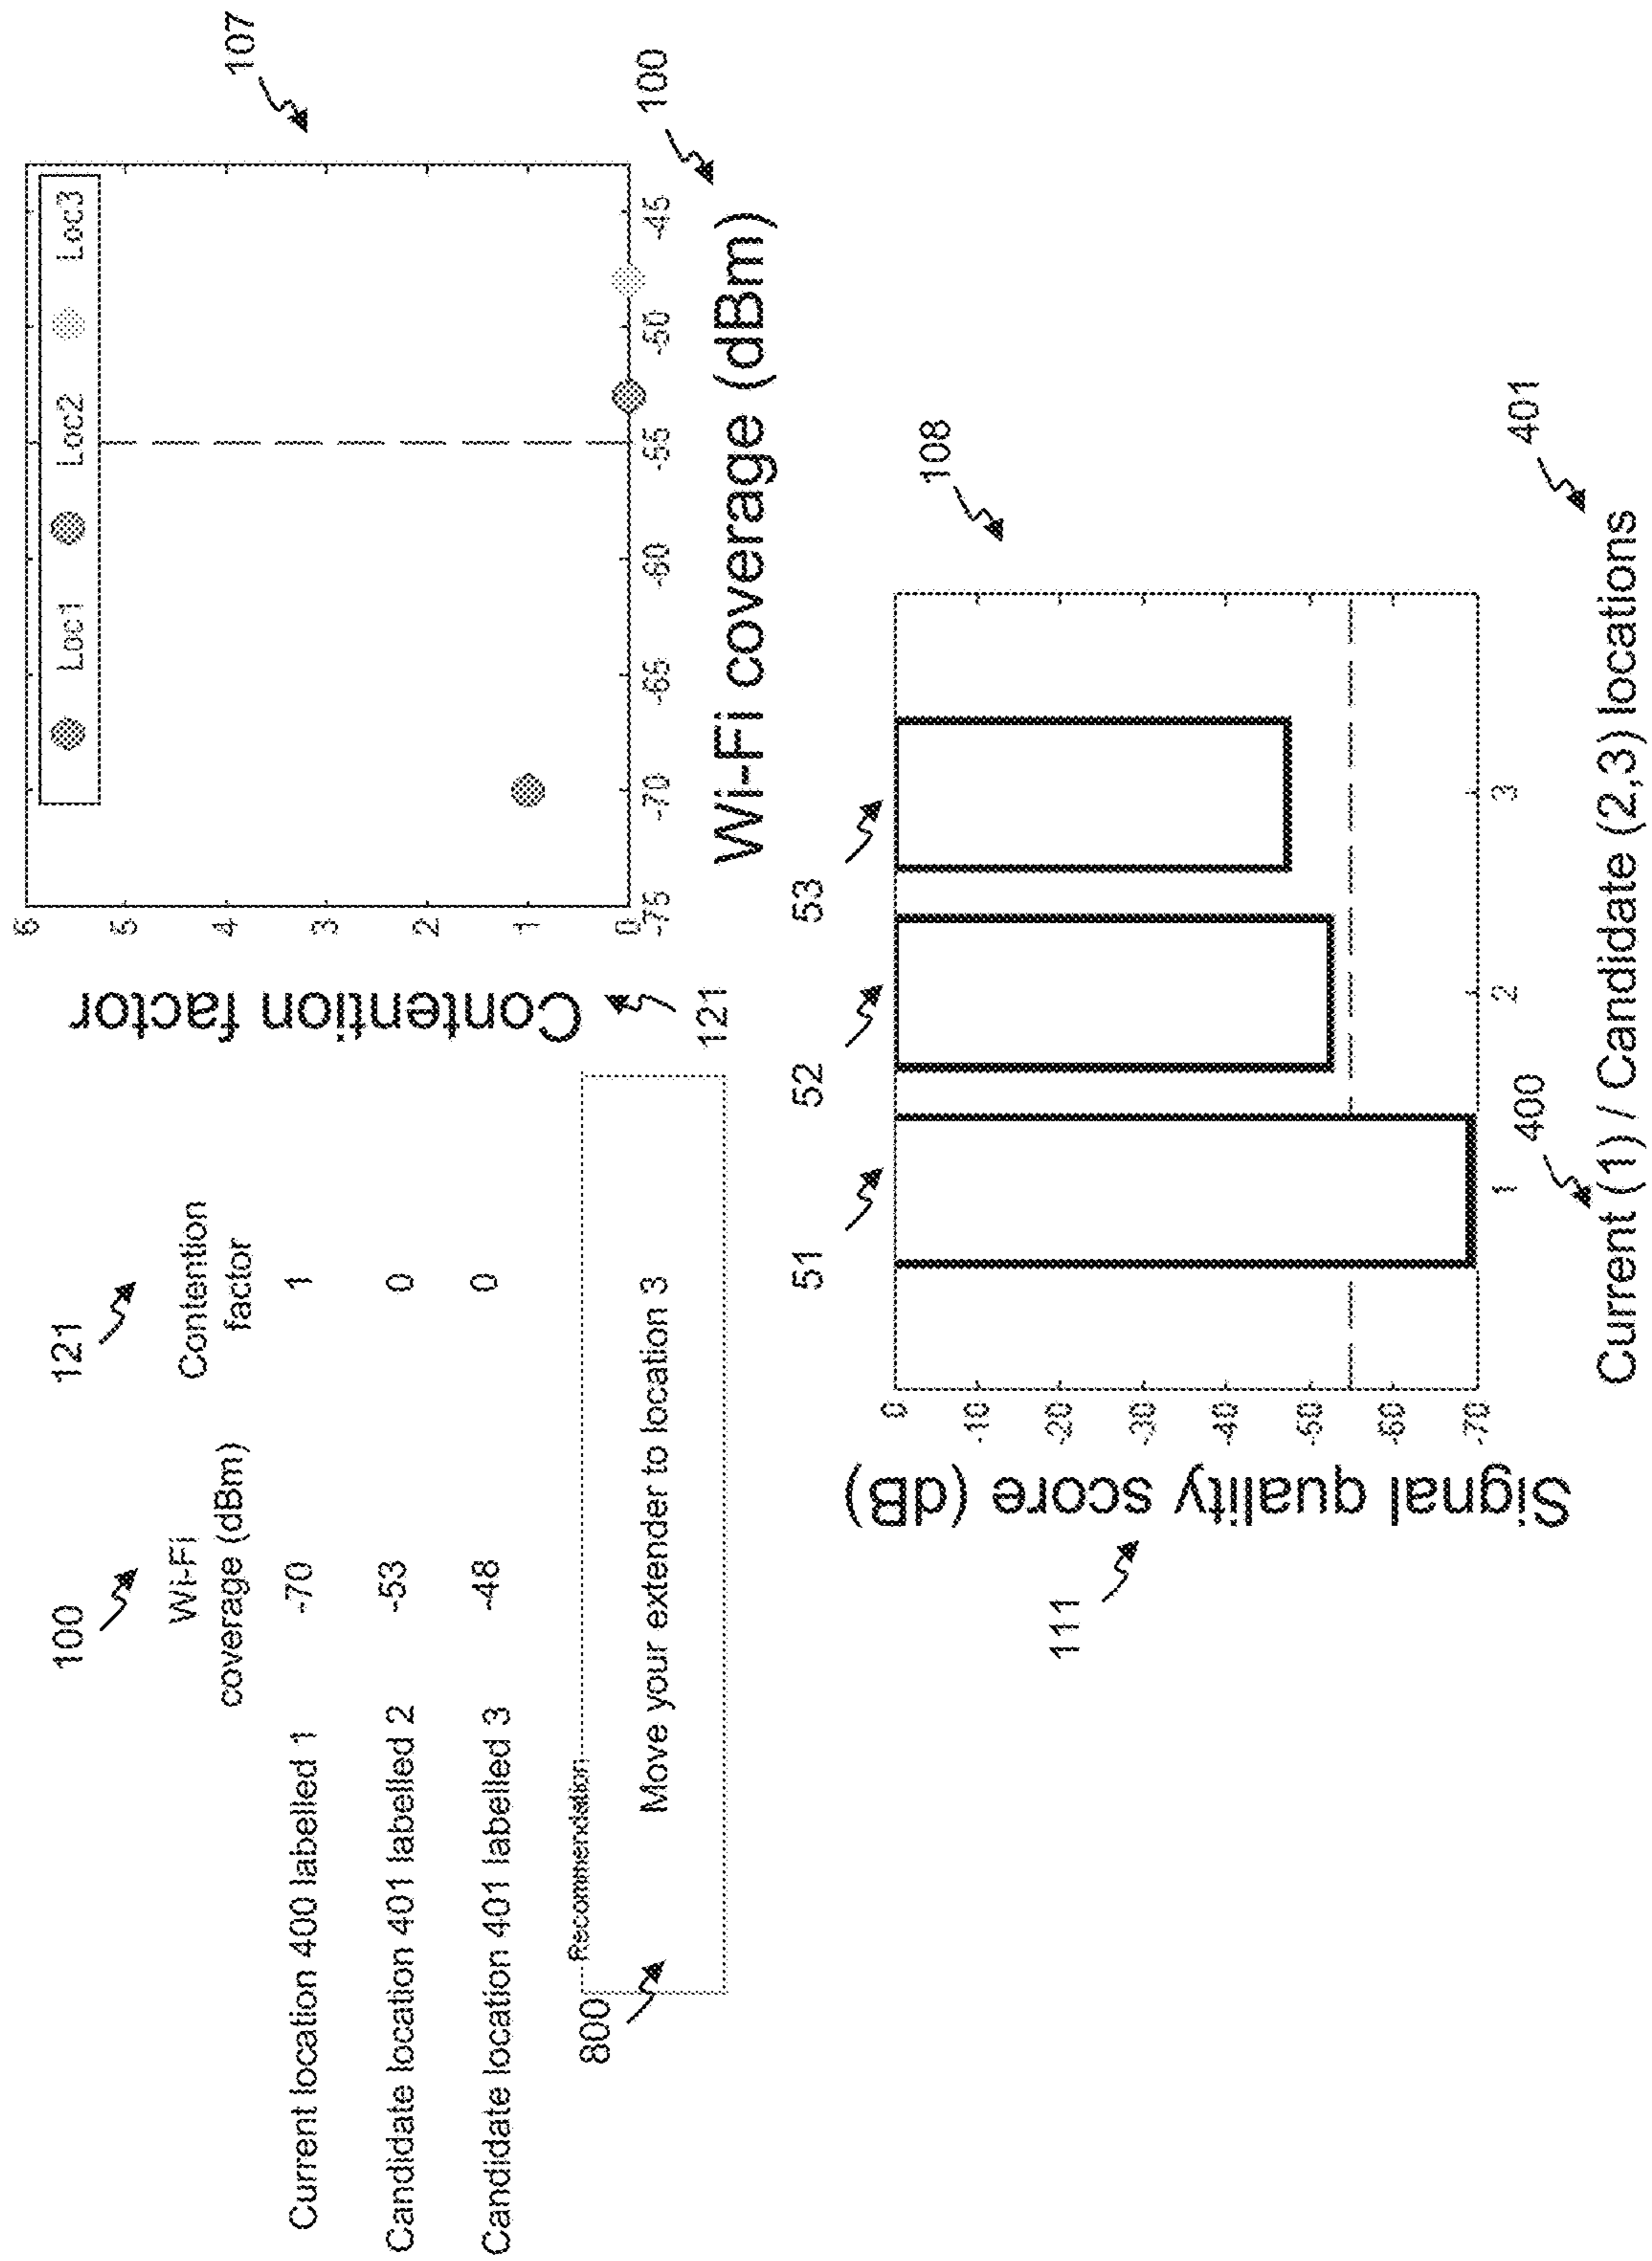 100
121
Wi-Fi
coverage (dBm)
Contention
factor
Current location 400 labelled 1
-70
1
Candidate location 401 labelled 2
-53
0
Candidate location 401 labelled 3
-48
0
Recommendation
800
Move your extender to location 3
107
Loc1
Loc2
Loc3
6
5
4
3
2
1
0
Contention factor
121
-75
-70
-65
-60
-55
-50
-45
Wi-Fi coverage (dBm)
100
51
52
53
108
111
Signal quality score (dB)
0
-10
-20
-30
-40
-50
-60
-70
1
2
3
400
401
Current (1) / Candidate (2,3) locations